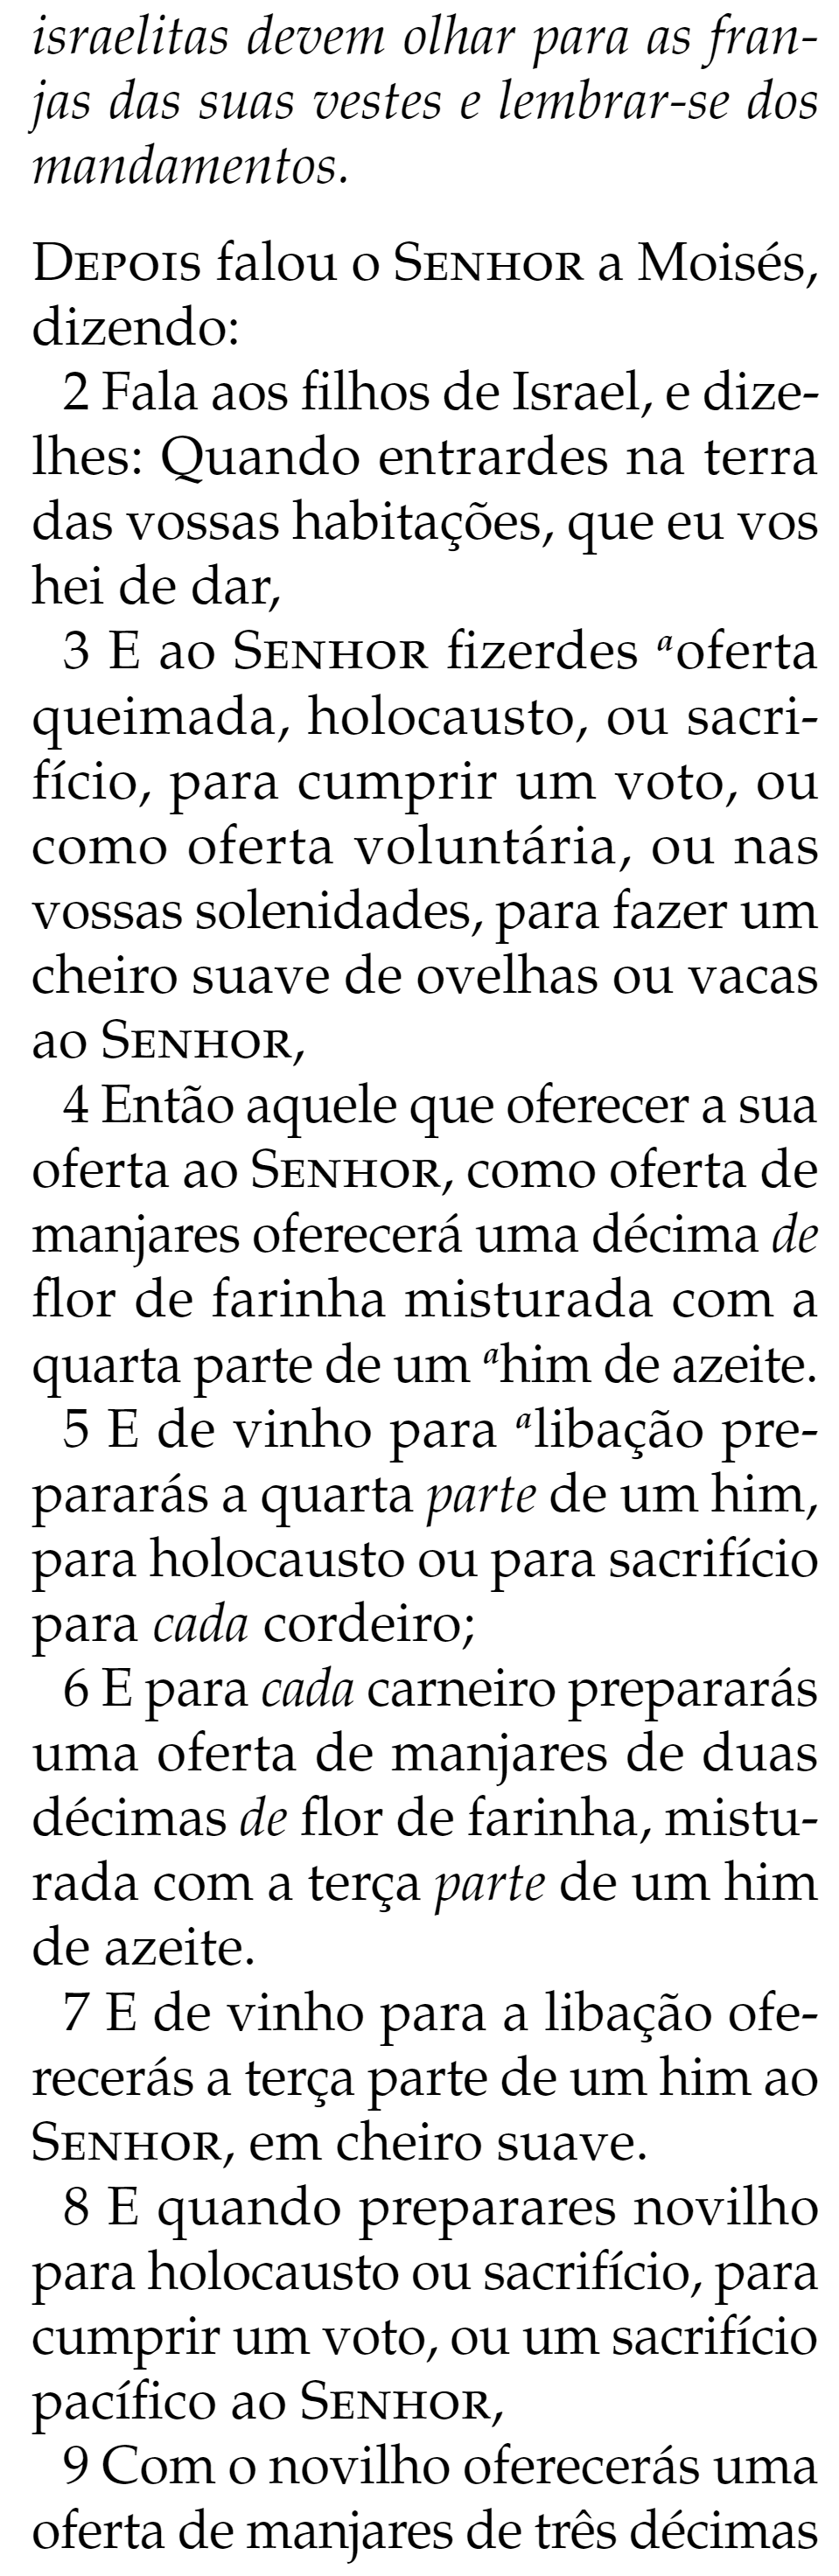 israelitas devem olhar para as fran-
jas das suas vestes e lembrar-se dos
mandamentos.
DEPOIS falou o SENHOR a Moisés,
dizendo:
2 Fala aos filhos de Israel, e dize-
lhes: Quando entrardes na terra
das vossas habitações, que eu vos
hei de dar,
3 E ao SENHOR fizerdes ᵃoferta
queimada, holocausto, ou sacri-
fício, para cumprir um voto, ou
como oferta voluntária, ou nas
vossas solenidades, para fazer um
cheiro suave de ovelhas ou vacas
ao SENHOR,
4 Então aquele que oferecer a sua
oferta ao SENHOR, como oferta de
manjares oferecerá uma décima de
flor de farinha misturada com a
quarta parte de um ᵃhim de azeite.
5 E de vinho para ᵃlibação pre-
pararás a quarta parte de um him,
para holocausto ou para sacrifício
para cada cordeiro;
6 E para cada carneiro prepararás
uma oferta de manjares de duas
décimas de flor de farinha, mistu-
rada com a terça parte de um him
de azeite.
7 E de vinho para a libação ofe-
recerás a terça parte de um him ao
SENHOR, em cheiro suave.
8 E quando preparares novilho
para holocausto ou sacrifício, para
cumprir um voto, ou um sacrifício
pacífico ao SENHOR,
9 Com o novilho oferecerás uma
oferta de manjares de três décimas